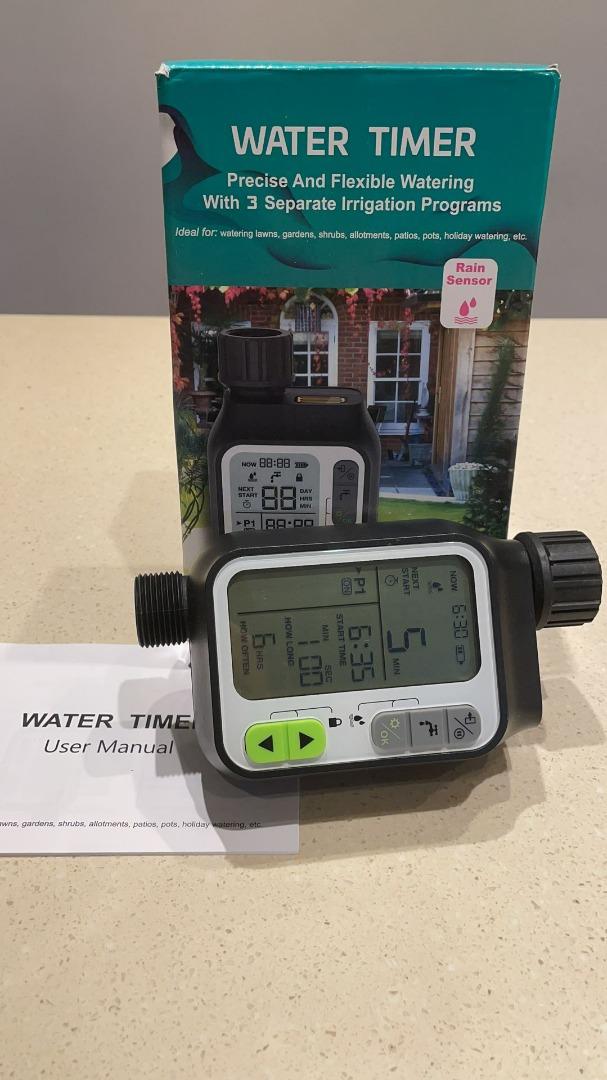 WATER TIMER
Precise And Flexible Watering
With 3 Separate Irrigation Programs
Ideal for: watering lawns, gardens, shrubs, allotments, patios, pots, holiday watering, etc.
Rain
Sensor
NOW 88:88
NEXT
START 88 DAY
HRS
MIN
P1 88:88
NOW 6:30
NEXT
START 5 MIN
P1 START TIME
ON 6:35
MIN SEC
HOW LONG 1 00
HOW OFTEN 6 HRS
OK
WATER TIME
User Manual
awns, gardens, shrubs, allotments, patios, pots, holiday watering, etc.